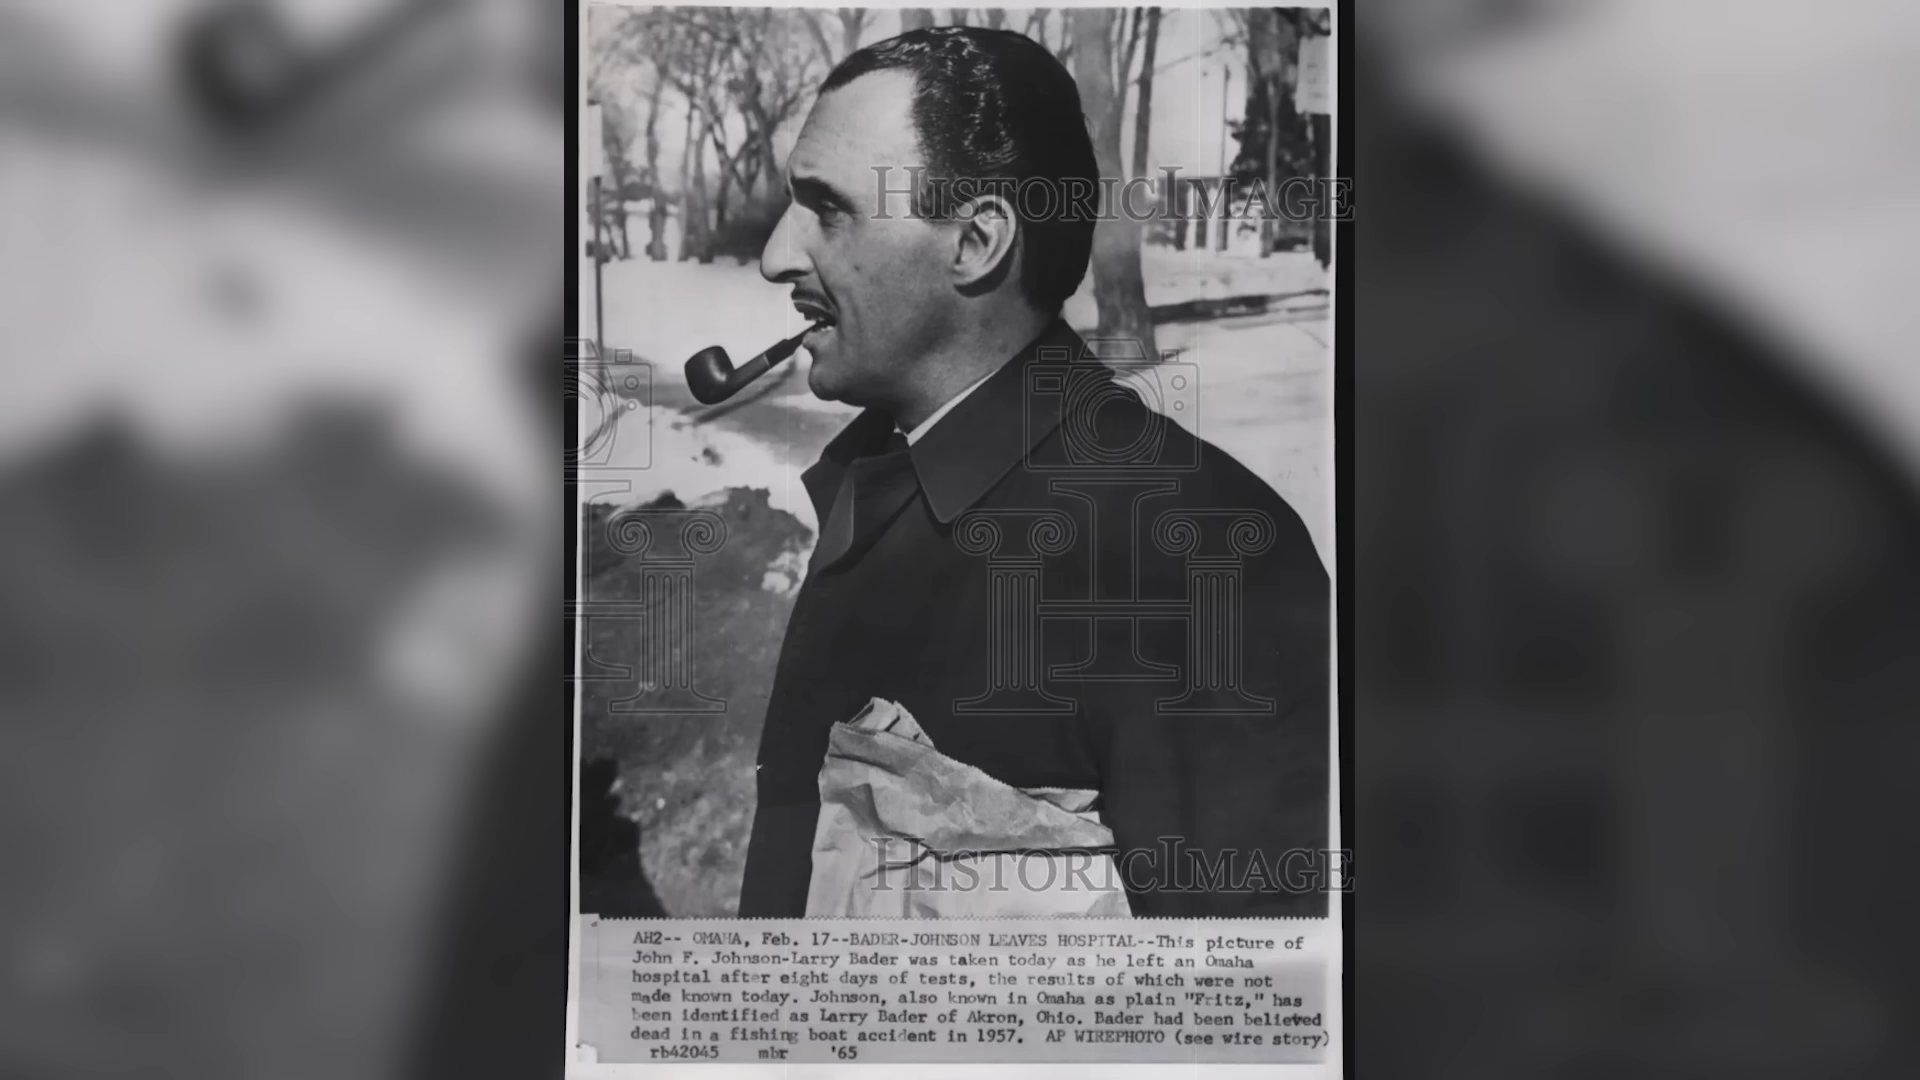 HISTORICIMAGES
AH2-- OMAHA, Feb. 17--BADER-JOHNSON LEAVES HOSPITAL--This picture of
John F. Johnson-Larry Bader was taken today as he left an Omaha
hospital after eight days of tests, the results of which were not
made known today. Johnson, also known in Omaha as plain "Fritz," has
been identified as Larry Bader of Akron, Ohio. Bader had been believed
dead in a fishing boat accident in 1957. AP WIREPHOTO (see wire story)
rb42045 mbr '65